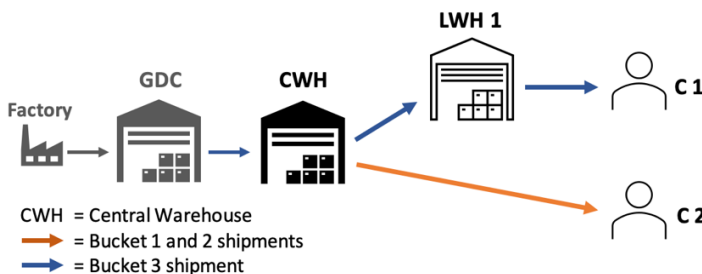 LWH 1
GDC
CWH
Factory
C 1
C 2
CWH = Central Warehouse
= Bucket 1 and 2 shipments
= Bucket 3 shipment